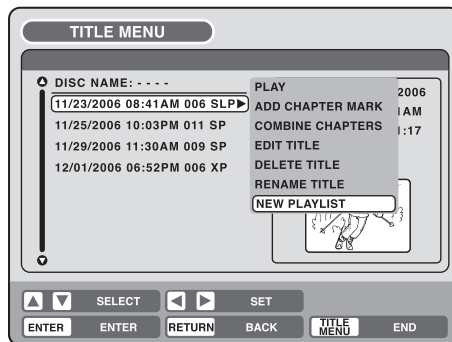 TITLE MENU
DISC NAME: - - - -
11/23/2006 08:41AM 006 SLP
11/25/2006 10:03PM 011 SP
11/29/2006 11:30AM 009 SP
12/01/2006 06:52PM 006 XP
PLAY
ADD CHAPTER MARK
COMBINE CHAPTERS
EDIT TITLE
DELETE TITLE
RENAME TITLE
NEW PLAYLIST
2006
AM
:17
SELECT SET
ENTER ENTER RETURN BACK TITLE MENU END